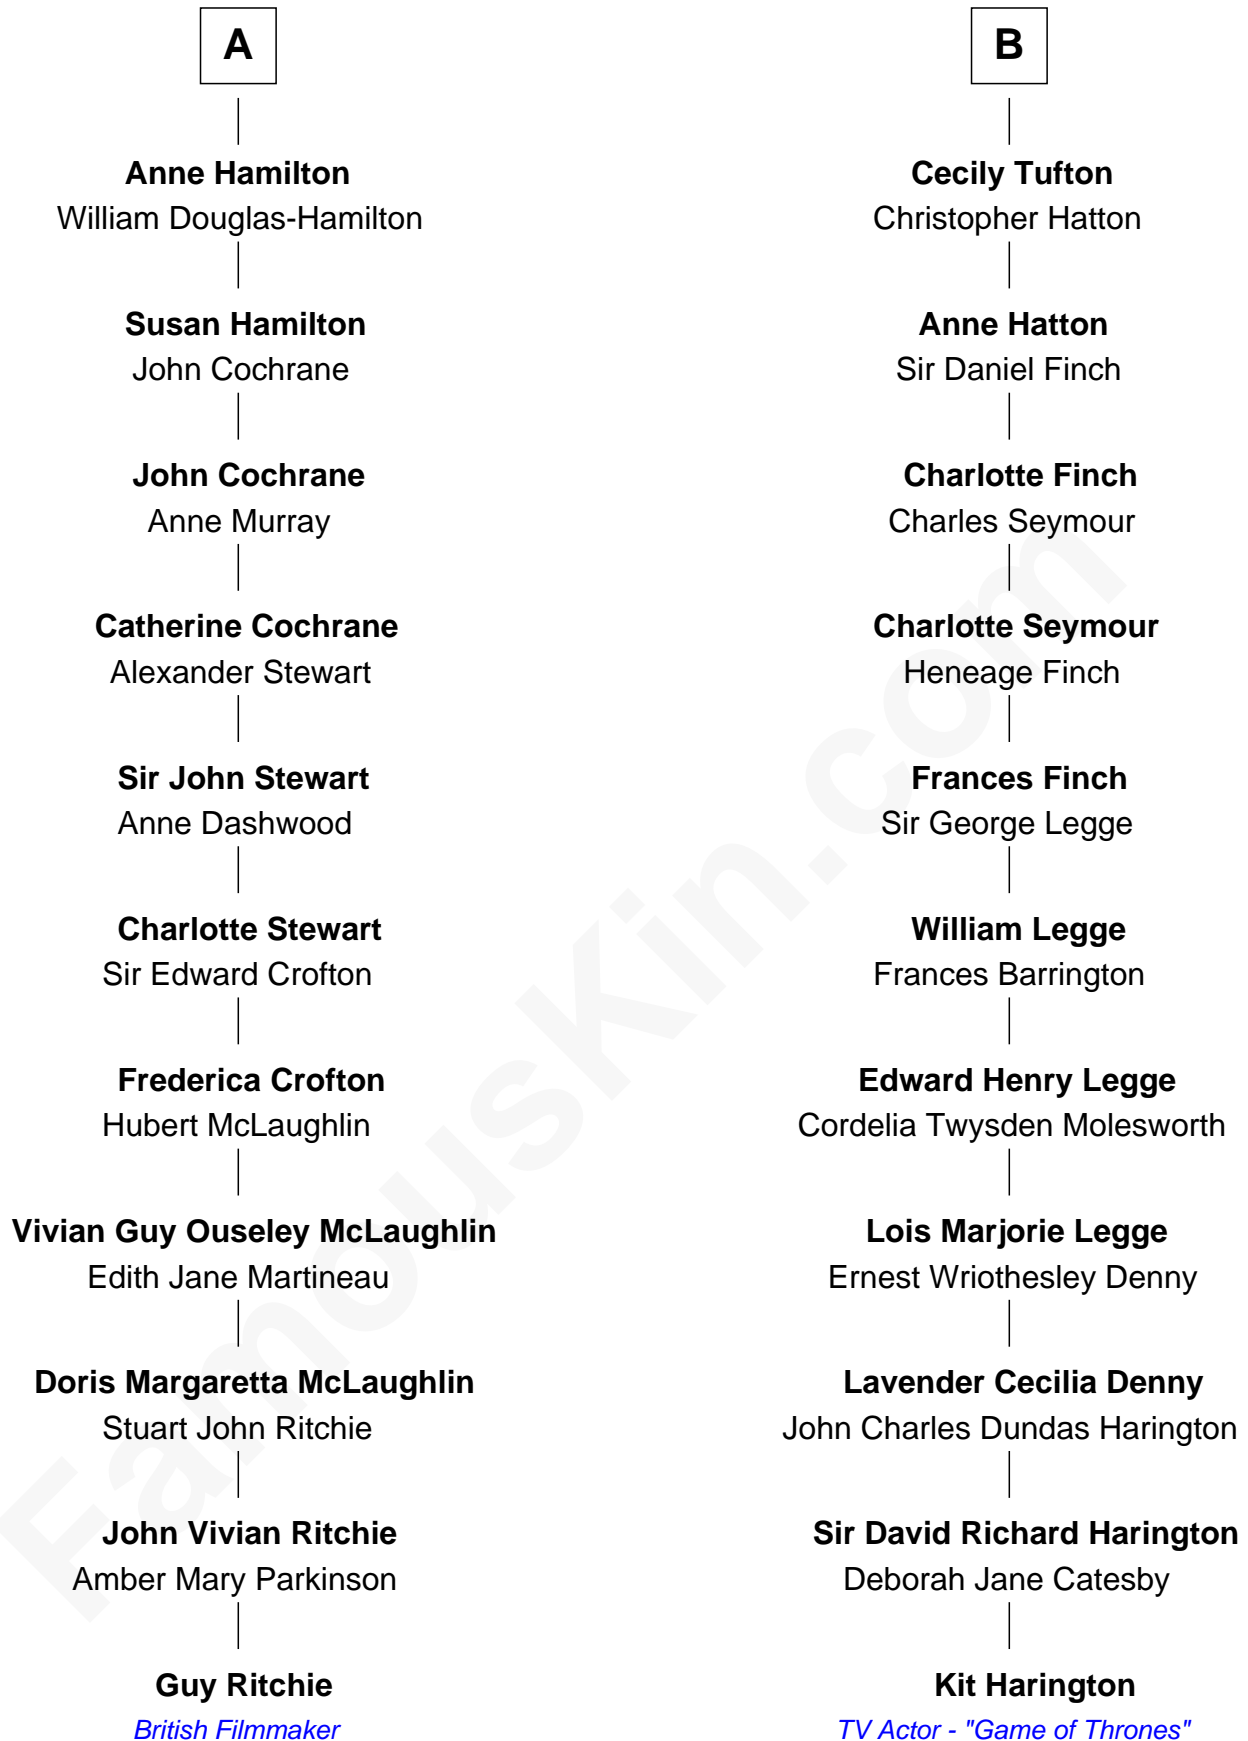 A
Anne Hamilton
William Douglas-Hamilton
Susan Hamilton
John Cochrane
John Cochrane
Anne Murray
Catherine Cochrane
Alexander Stewart
Sir John Stewart
Anne Dashwood
Charlotte Stewart
Sir Edward Crofton
Frederica Crofton
Hubert McLaughlin
Vivian Guy Ouseley McLaughlin
Edith Jane Martineau
Doris Margaretta McLaughlin
Stuart John Ritchie
John Vivian Ritchie
Amber Mary Parkinson
Guy Ritchie
British Filmmaker
B
Cecily Tufton
Christopher Hatton
Anne Hatton
Sir Daniel Finch
Charlotte Finch
Charles Seymour
Charlotte Seymour
Heneage Finch
Frances Finch
Sir George Legge
William Legge
Frances Barrington
Edward Henry Legge
Cordelia Twysden Molesworth
Lois Marjorie Legge
Ernest Wriothesley Denny
Lavender Cecilia Denny
John Charles Dundas Harington
Sir David Richard Harington
Deborah Jane Catesby
Kit Harington
TV Actor - "Game of Thrones"
FamousKin.com